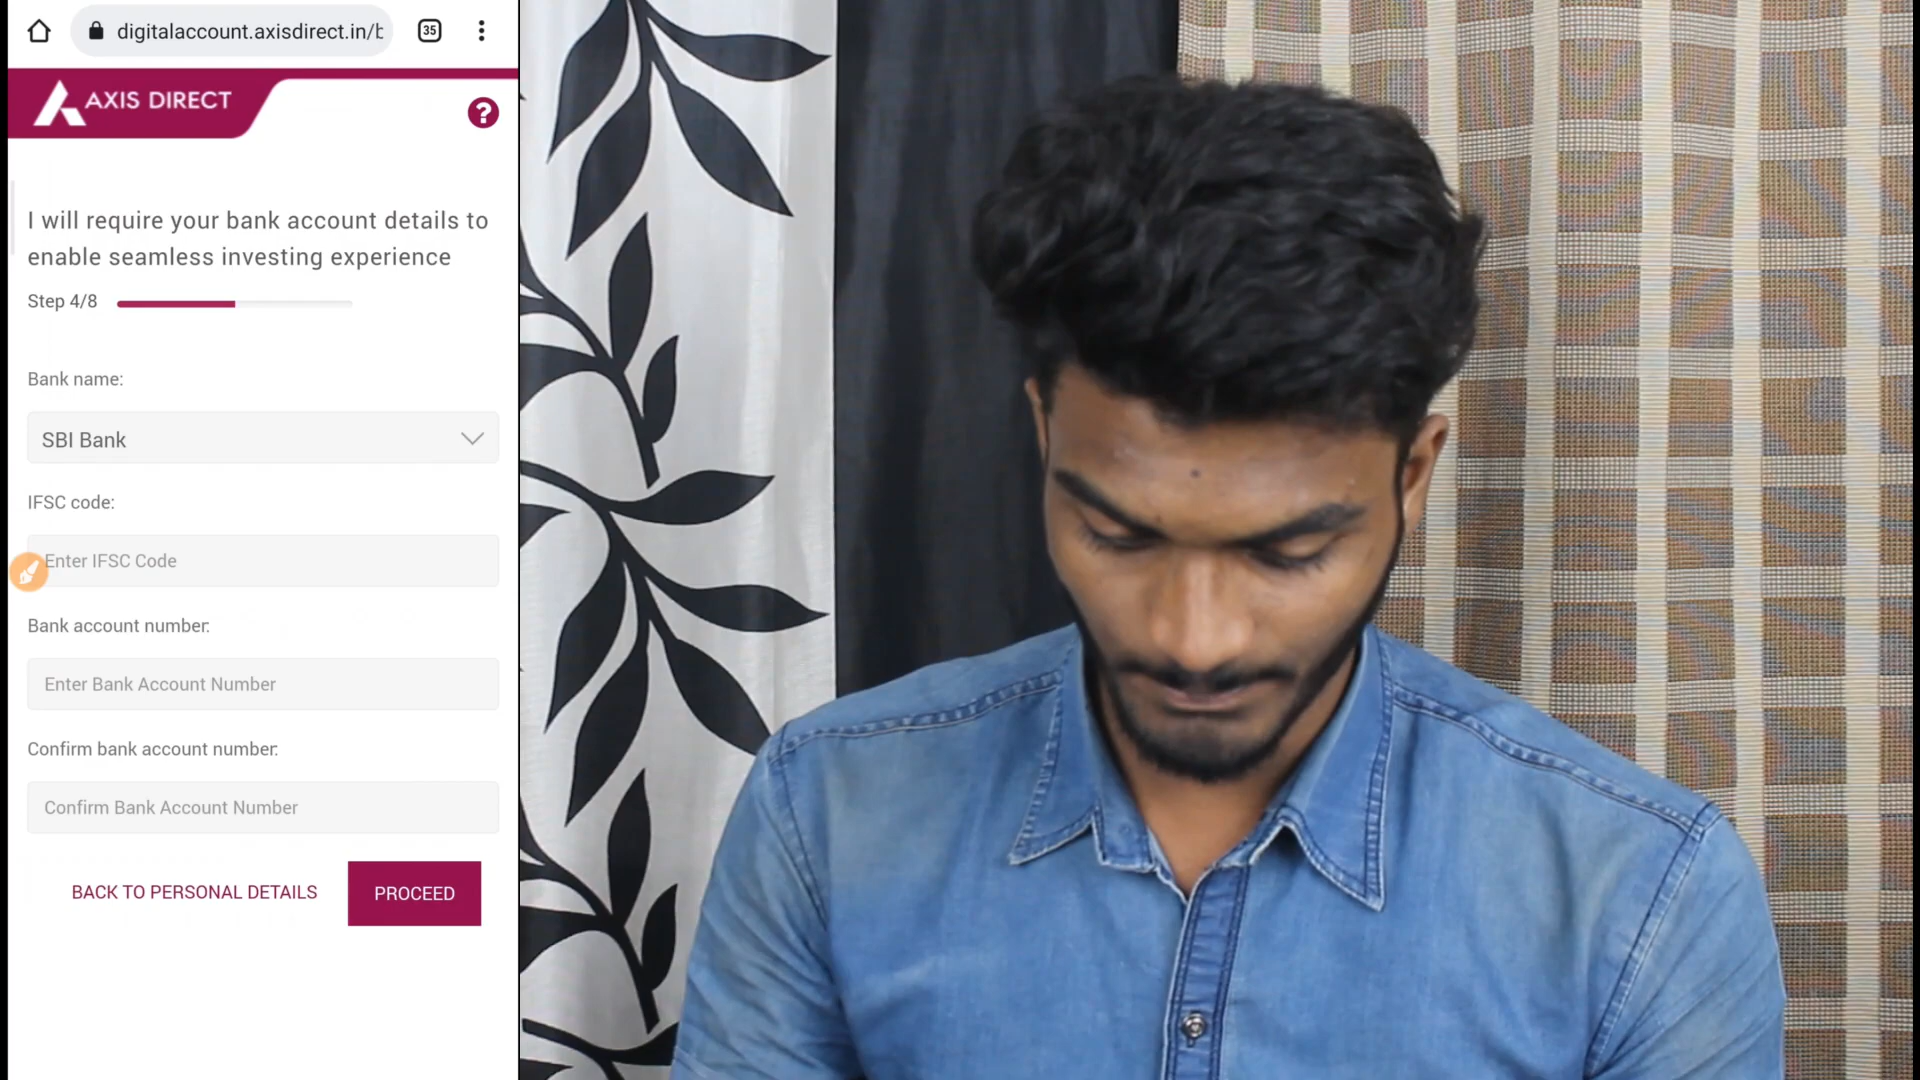 digitalaccount.axisdirect.in/b
35
AXIS DIRECT
?
I will require your bank account details to
enable seamless investing experience
Step 4/8
Bank name:
SBI Bank
IFSC code:
Enter IFSC Code
Bank account number:
Enter Bank Account Number
Confirm bank account number:
Confirm Bank Account Number
BACK TO PERSONAL DETAILS
PROCEED